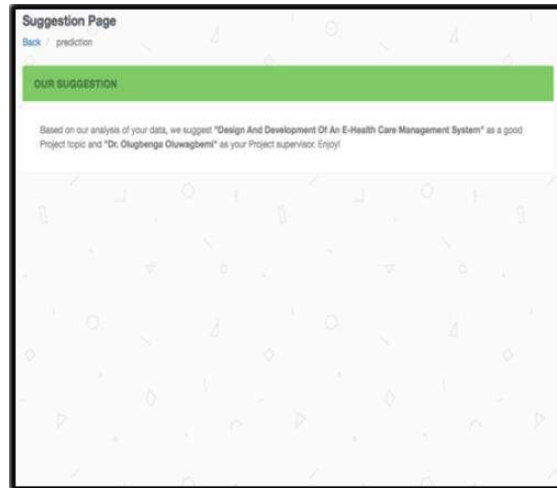 Suggestion Page
Back / prediction
OUR SUGGESTION
Based on our analysis of your data, we suggest "Design And Development Of An E-Health Care Management System" as a good
Project topic and "Dr. Olugbenga Oluwagbemi" as your Project supervisor. Enjoy!